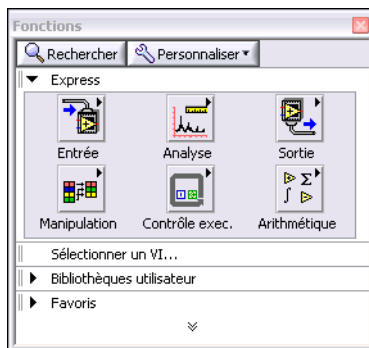 Fonctions
Rechercher Personnaliser
Express
Entrée Analyse Sortie
Manipulation Contrôle exec. Arithmétique
Sélectionner un VI...
Bibliothèques utilisateur
Favoris